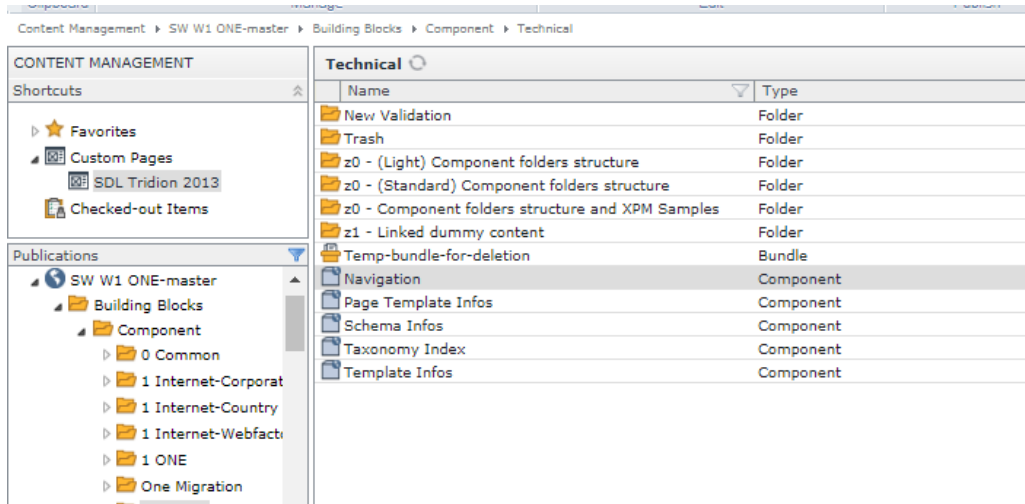 Clipboard Manage Edit Publish
Content Management ▸ SW W1 ONE-master ▸ Building Blocks ▸ Component ▸ Technical
CONTENT MANAGEMENT
Shortcuts
Favorites
Custom Pages
SDL Tridion 2013
Checked-out Items
Publications
SW W1 ONE-master
Building Blocks
Component
0 Common
1 Internet-Corporat
1 Internet-Country
1 Internet-Webfact
1 ONE
One Migration
Technical
Name Type
New Validation Folder
Trash Folder
z0 - (Light) Component folders structure Folder
z0 - (Standard) Component folders structure Folder
z0 - Component folders structure and XPM Samples Folder
z1 - Linked dummy content Folder
Temp-bundle-for-deletion Bundle
Navigation Component
Page Template Infos Component
Schema Infos Component
Taxonomy Index Component
Template Infos Component